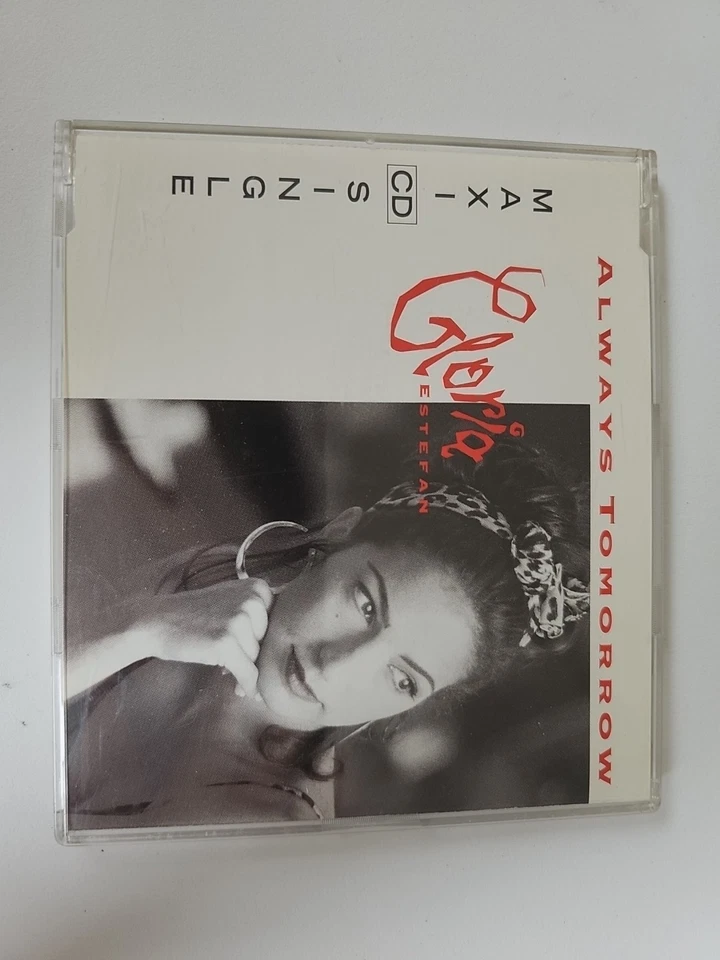 ALWAYS TOMORROW
Gloria
ESTEFAN
MAXI CD SINGLE